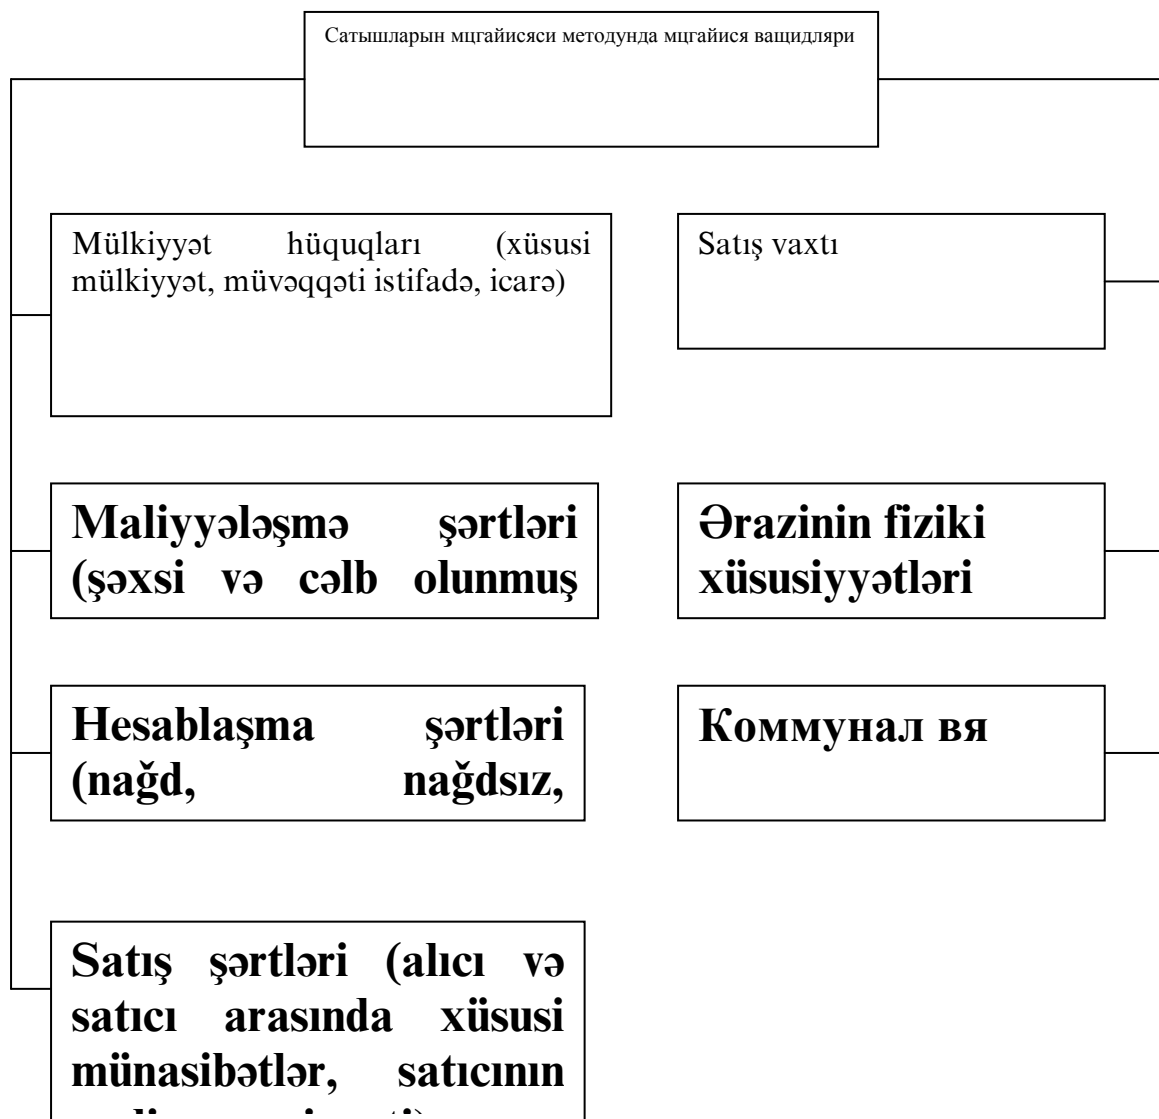 Сатышларын мцгайисяси методунда мцгайися ващидляри
Mülkiyyət hüquqları (xüsusi
mülkiyyət, müvəqqəti istifadə, icarə)
Satış vaxtı
Maliyyələşmə şərtləri
(şəxsi və cəlb olunmuş
Ərazinin fiziki
xüsusiyyətləri
Hesablaşma şərtləri
(nağd, nağdsız,
Коммунал вя
Satış şərtləri (alıcı və
satıcı arasında xüsusi
münasibətlər, satıcının